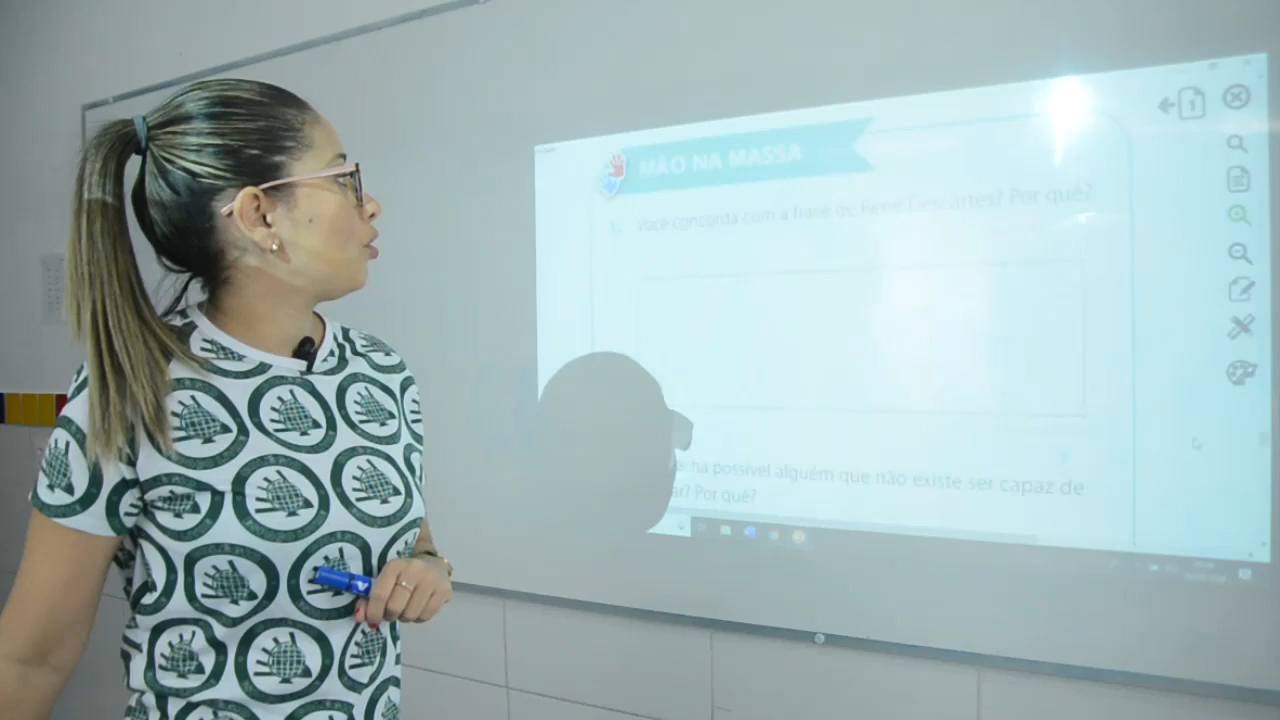 MÃO NA MASSA
1. Você concorda com a frase de René Descartes? Por quê?
ha possível alguém que não existe ser capaz de
ar? Por quê?